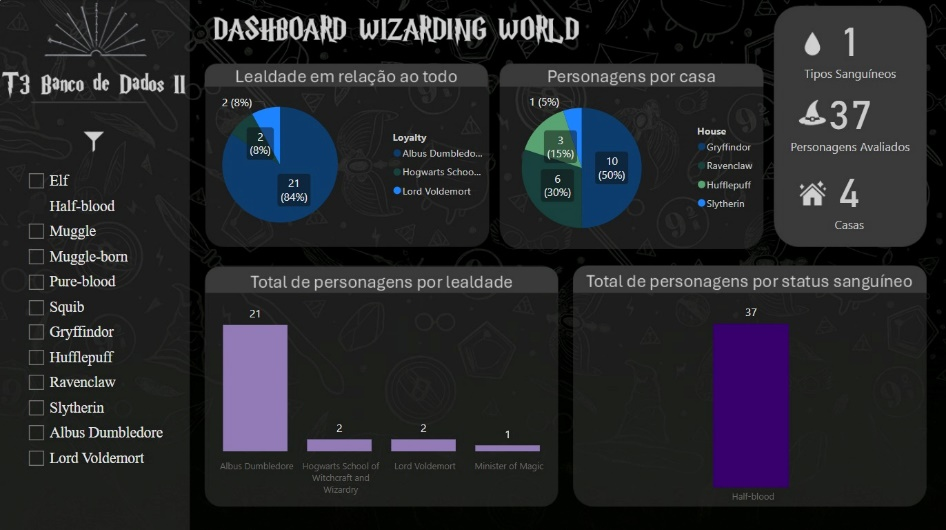 DASHBOARD WIZARDING WORLD
T3 Banco de Dados II
Elf
Half-blood
Muggle
Muggle-born
Pure-blood
Squib
Gryffindor
Hufflepuff
Ravenclaw
Slytherin
Albus Dumbledore
Lord Voldemort
Lealdade em relação ao todo
2 (8%)
2
(8%)
21
(84%)
Loyalty
Albus Dumbledo...
Hogwarts Schoo...
Lord Voldemort
Personagens por casa
1 (5%)
3
(15%)
6
(30%)
10
(50%)
House
Gryffindor
Ravenclaw
Hufflepuff
Slytherin
1
Tipos Sanguíneos
37
Personagens Avaliados
4
Casas
Total de personagens por lealdade
21
2
2
1
Albus Dumbledore
Hogwarts School of
Witchcraft and
Wizardry
Lord Voldemort
Minister of Magic
Total de personagens por status sanguíneo
37
Half-blood